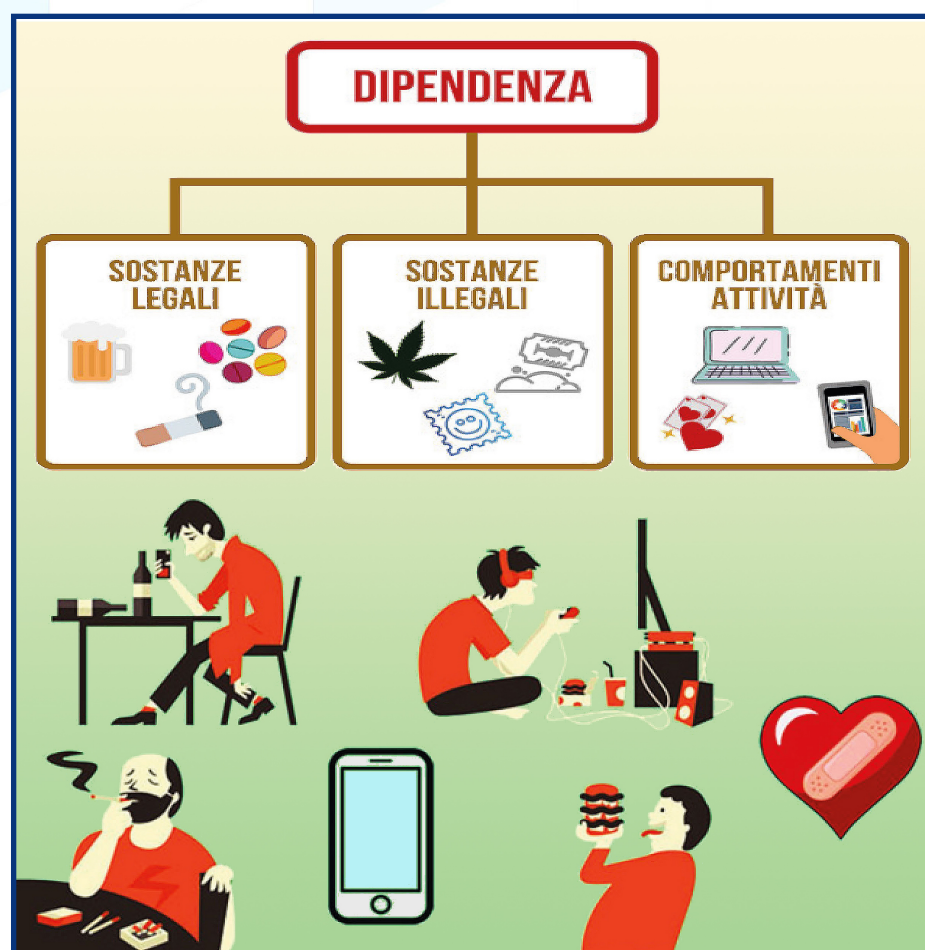 DIPENDENZA
SOSTANZE
LEGALI
SOSTANZE
ILLEGALI
COMPORTAMENTI
ATTIVITÀ